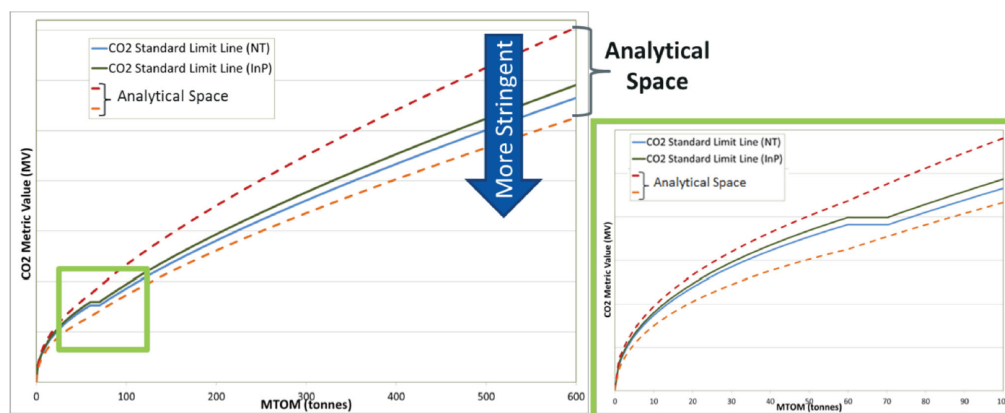 CO2 Standard Limit Line (NT)
CO2 Standard Limit Line (InP)
Analytical Space
More Stringent
CO2 Metric Value (MV)
0
100
200
300
400
500
600
MTOM (tonnes)
Analytical
Space
CO2 Standard Limit Line (NT)
CO2 Standard Limit Line (InP)
Analytical Space
CO2 Metric Value (MV)
0
10
20
30
40
50
60
70
80
90
100
MTOM (tonnes)